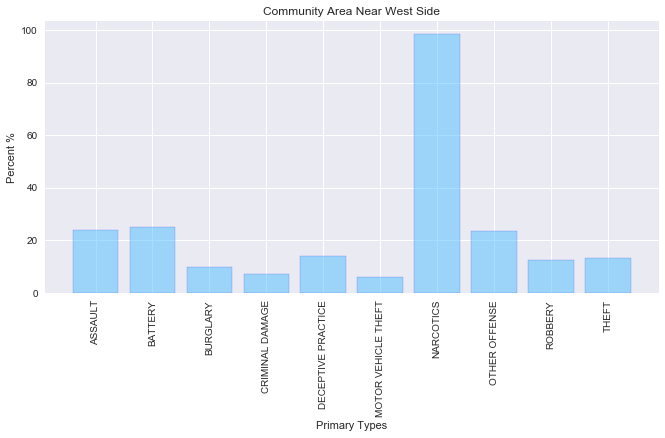 Community Area Near West Side
Percent %
100
80
60
40
20
0
ASSAULT
BATTERY
BURGLARY
CRIMINAL DAMAGE
DECEPTIVE PRACTICE
MOTOR VEHICLE THEFT
NARCOTICS
OTHER OFFENSE
ROBBERY
THEFT
Primary Types